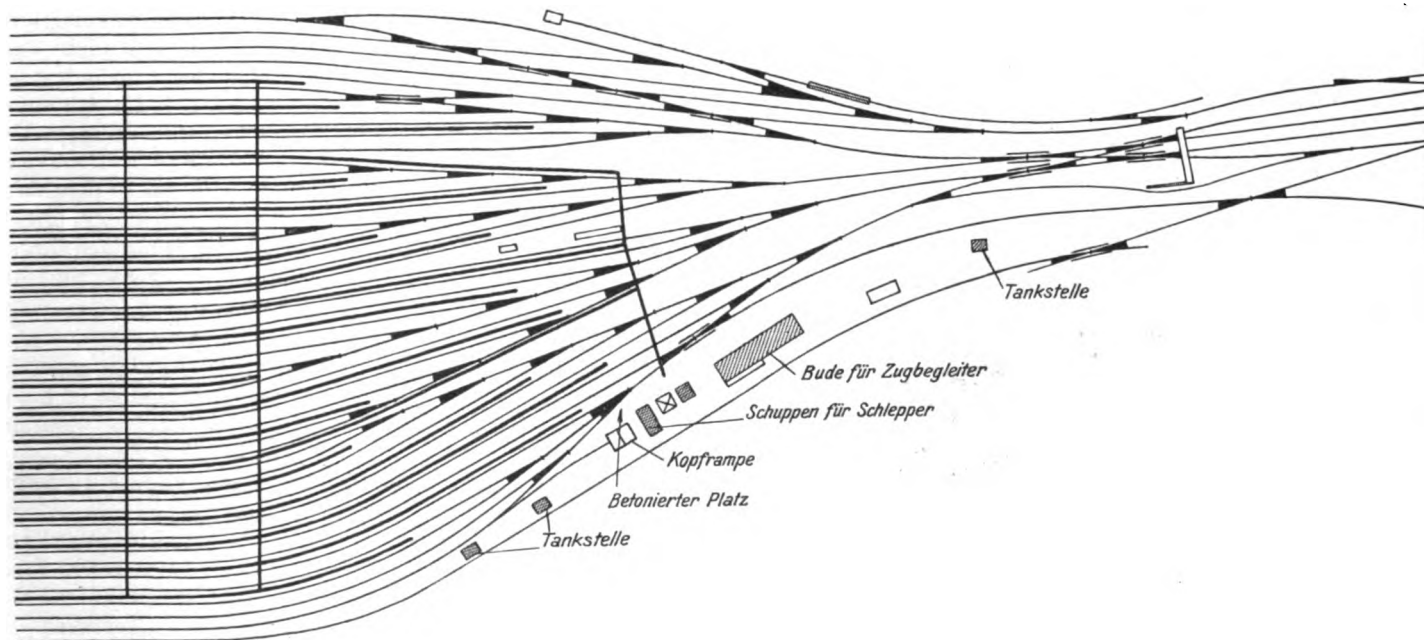 Tankstelle
Bude für Zugbegleiter
Schuppen für Schlepper
Kopframpe
Betonierter Platz
Tankstelle